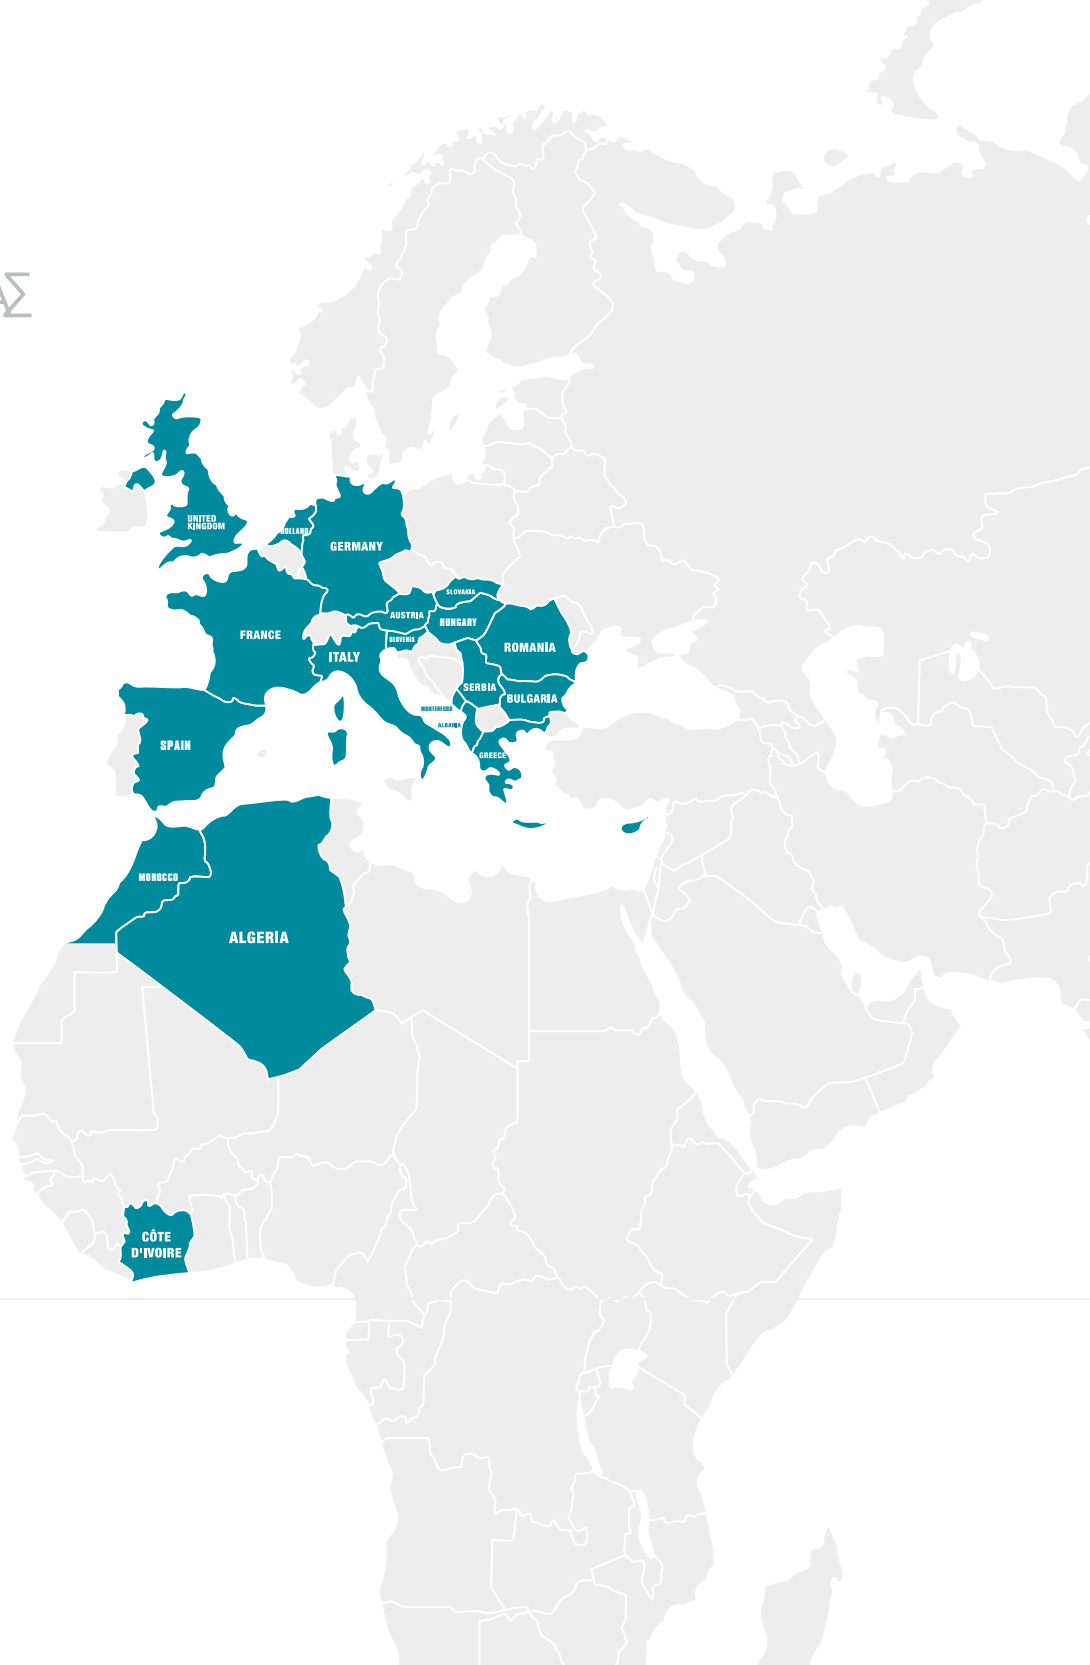 ΑΣ
UNITED
KINGDOM
HOLLAND
GERMANY
SLOVAKIA
AUSTRIA
HUNGARY
FRANCE
SLOVENIA
ROMANIA
ITALY
SERBIA
BULGARIA
MONTENEGRO
ALBANIA
SPAIN
GREECE
MOROCCO
ALGERIA
CÔTE
D'IVOIRE